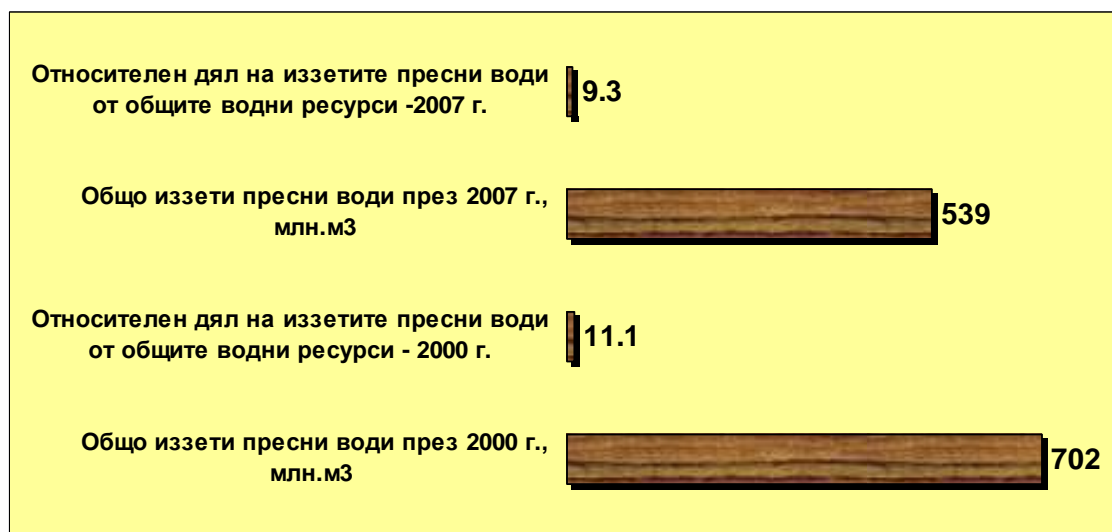 Относителен дял на иззетите пресни води
от общите водни ресурси -2007 г.
9.3
Общо иззети пресни води през 2007 г.,
млн.м3
539
Относителен дял на иззетите пресни води
от общите водни ресурси - 2000 г.
11.1
Общо иззети пресни води през 2000 г.,
млн.м3
702